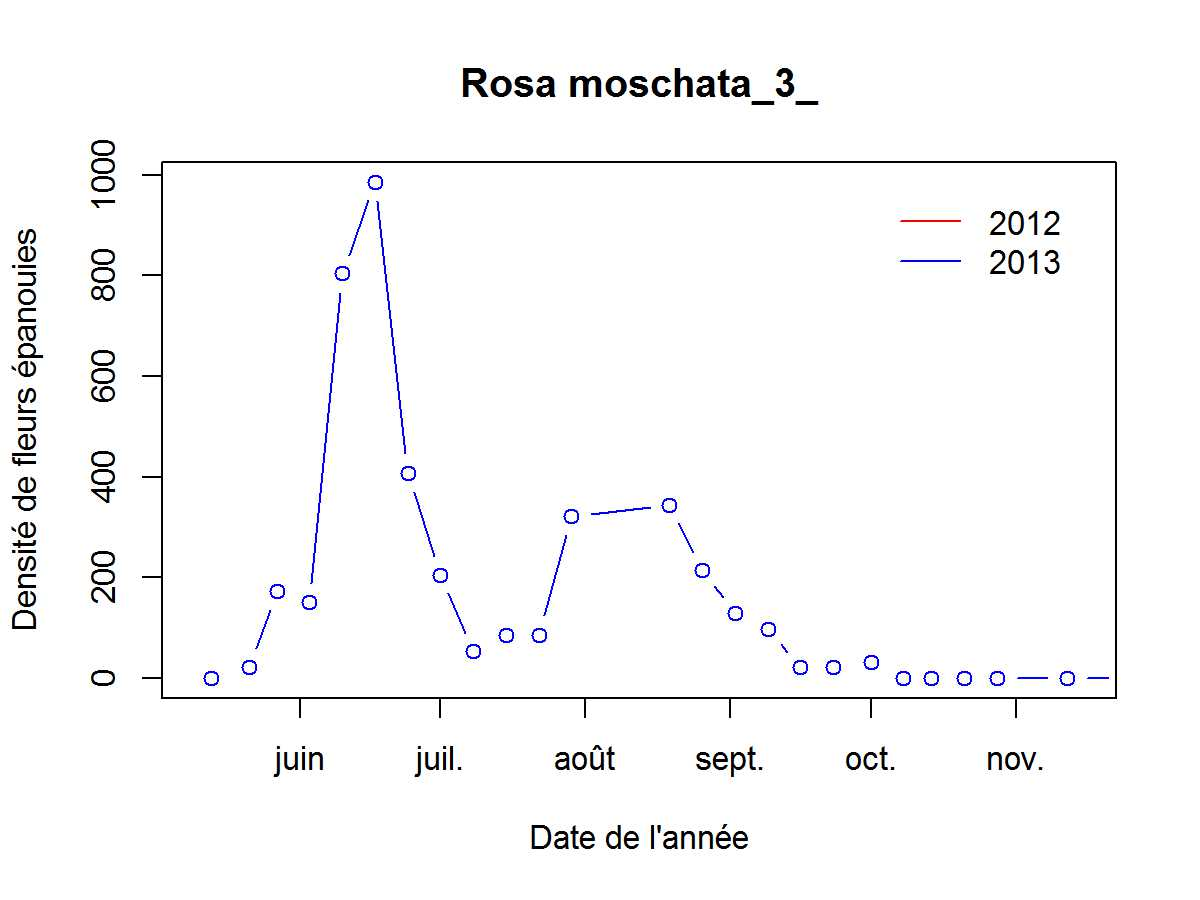 Rosa moschata_3_
Densité de fleurs épanouies
1000
800
600
400
200
0
2012
2013
juin juil. août sept. oct. nov.
Date de l'année